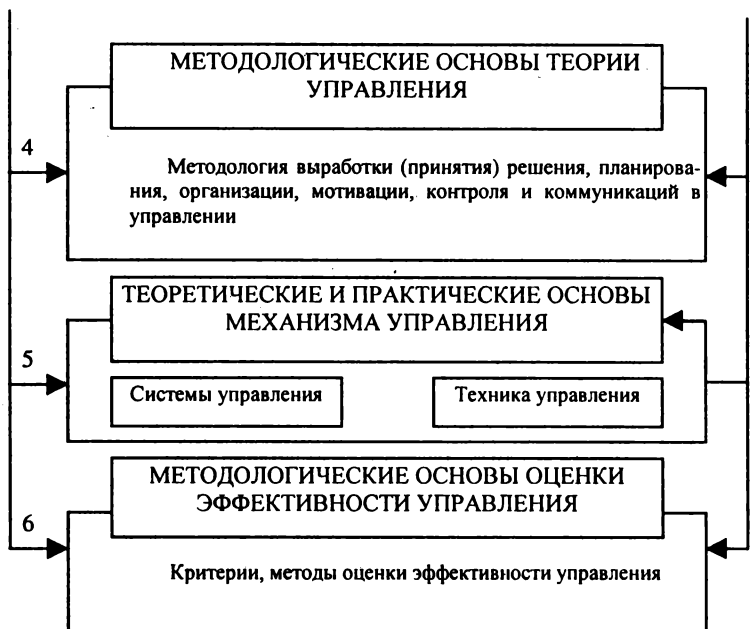 МЕТОДОЛОГИЧЕСКИЕ ОСНОВЫ ТЕОРИИ
УПРАВЛЕНИЯ
4
Методология выработки (принятия) решения, планирова-
ния, организации, мотивации, контроля и коммуникаций в
управлении
ТЕОРЕТИЧЕСКИЕ И ПРАКТИЧЕСКИЕ ОСНОВЫ
МЕХАНИЗМА УПРАВЛЕНИЯ
5
Системы управления
Техника управления
МЕТОДОЛОГИЧЕСКИЕ ОСНОВЫ ОЦЕНКИ
ЭФФЕКТИВНОСТИ УПРАВЛЕНИЯ
6
Критерии, методы оценки эффективности управления